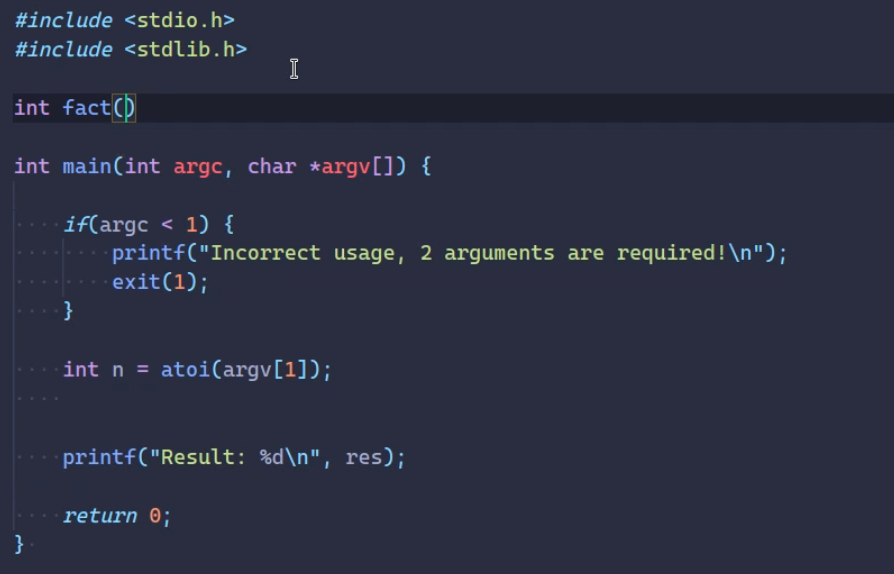 #include <stdio.h>
#include <stdlib.h>
int fact()
int main(int argc, char *argv[]) {
if(argc < 1) {
printf("Incorrect usage, 2 arguments are required!\n");
exit(1);
}
int n = atoi(argv[1]);
printf("Result: %d\n", res);
return 0;
}